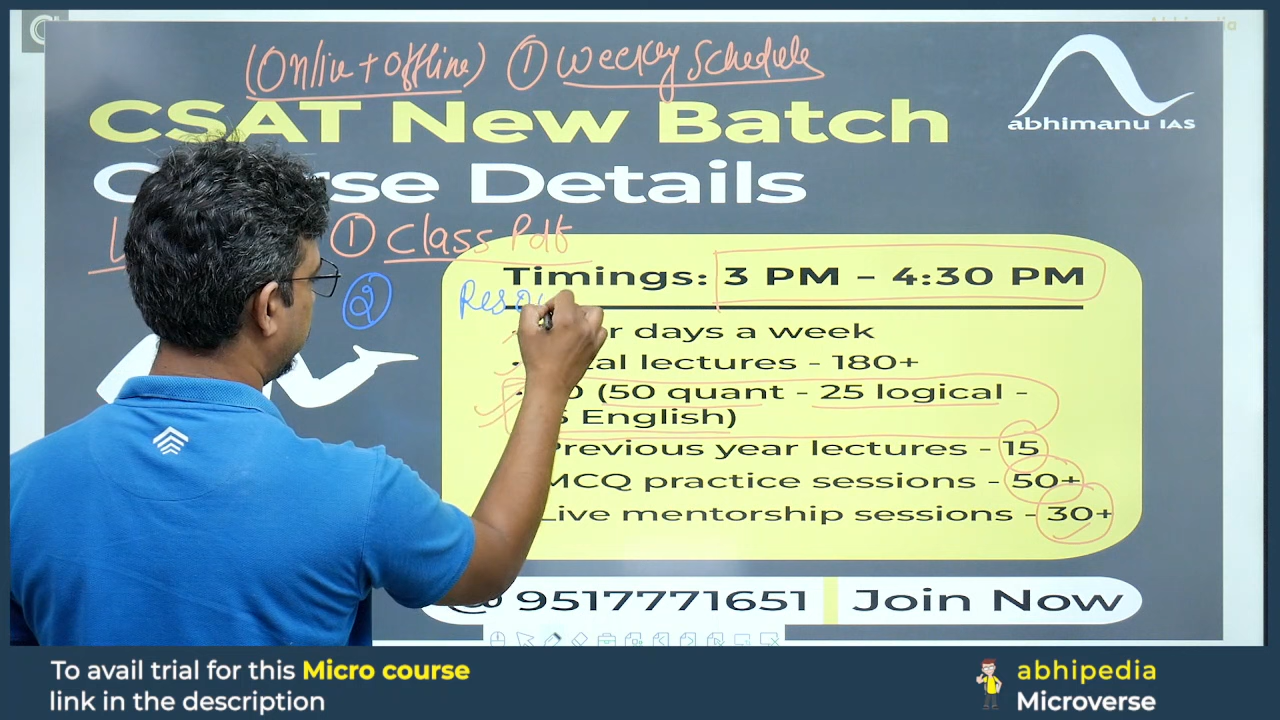 (Online + offline) ① Weekly Schedule
CSAT New Batch
abhimanu IAS
Course Details
① Class Pdf
Timings: 3 PM – 4:30 PM
②
days a week
lectures - 180+
(50 quant - 25 logical -
English)
Previous year lectures - 15
MCQ practice sessions - 50+
Live mentorship sessions - 30+
@ 9517771651 | Join Now
To avail trial for this Micro course
link in the description
abhipedia
Microverse